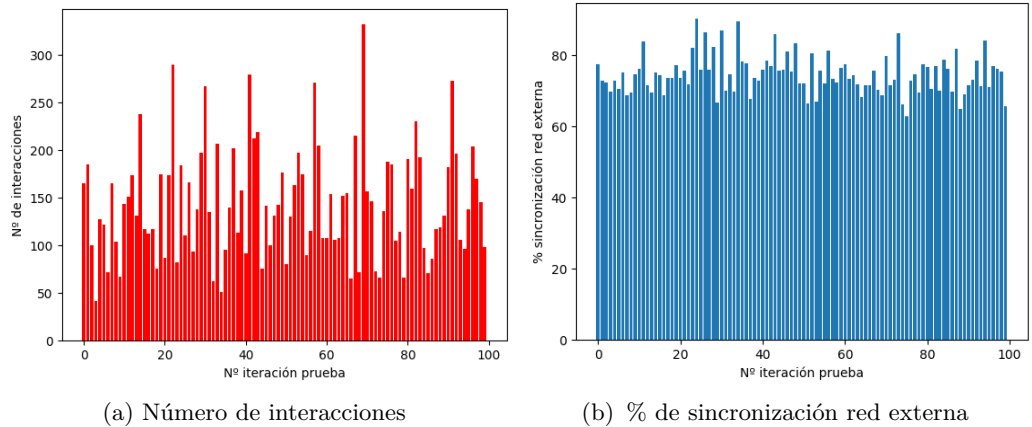 Nº de interacciones
300
250
200
150
100
50
0
0 20 40 60 80 100
Nº iteración prueba
(a) Número de interacciones
% sincronización red externa
80
60
40
20
0
0 20 40 60 80 100
Nº iteración prueba
(b) % de sincronización red externa